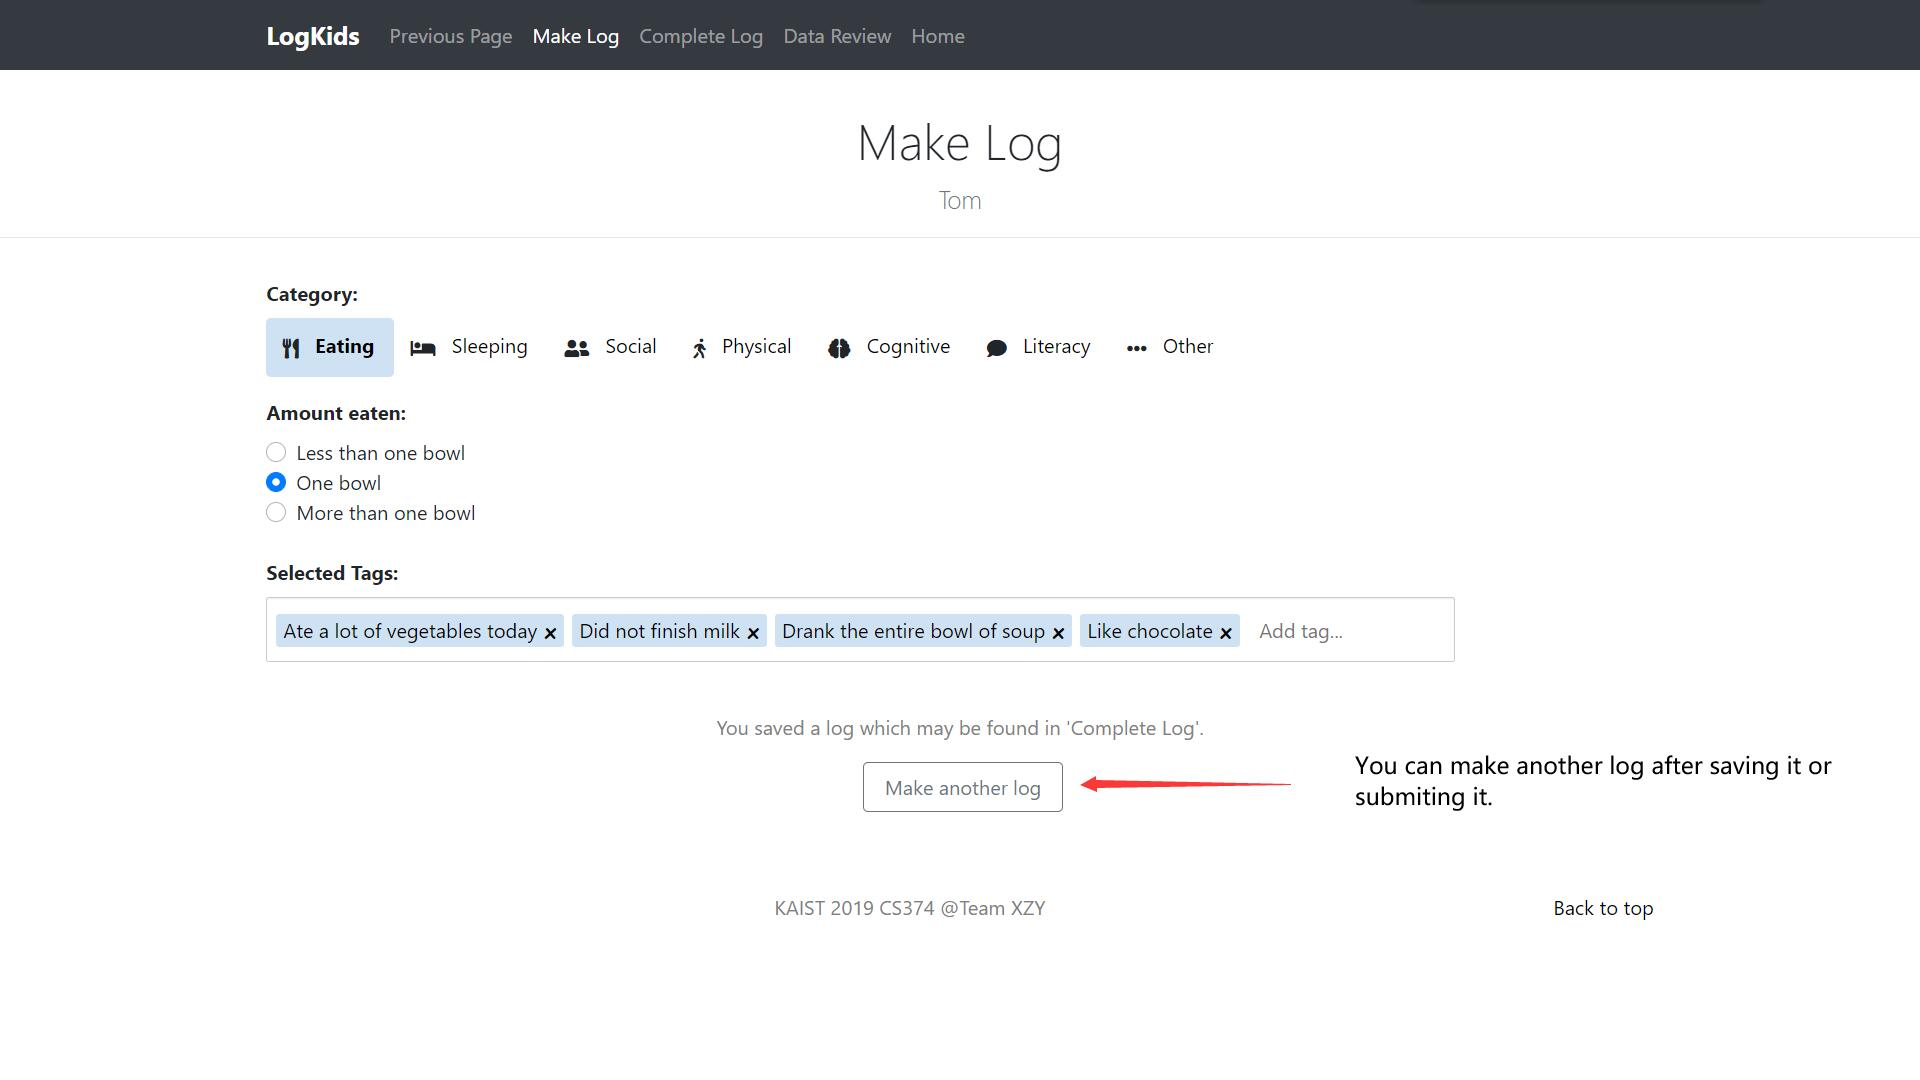 LogKids Previous Page Make Log Complete Log Data Review Home
Make Log
Tom
Category:
Eating Sleeping Social Physical Cognitive Literacy Other
Amount eaten:
Less than one bowl
One bowl
More than one bowl
Selected Tags:
Ate a lot of vegetables today × Did not finish milk × Drank the entire bowl of soup × Like chocolate × Add tag...
You saved a log which may be found in 'Complete Log'.
Make another log
You can make another log after saving it or
submiting it.
KAIST 2019 CS374 @Team XZY
Back to top